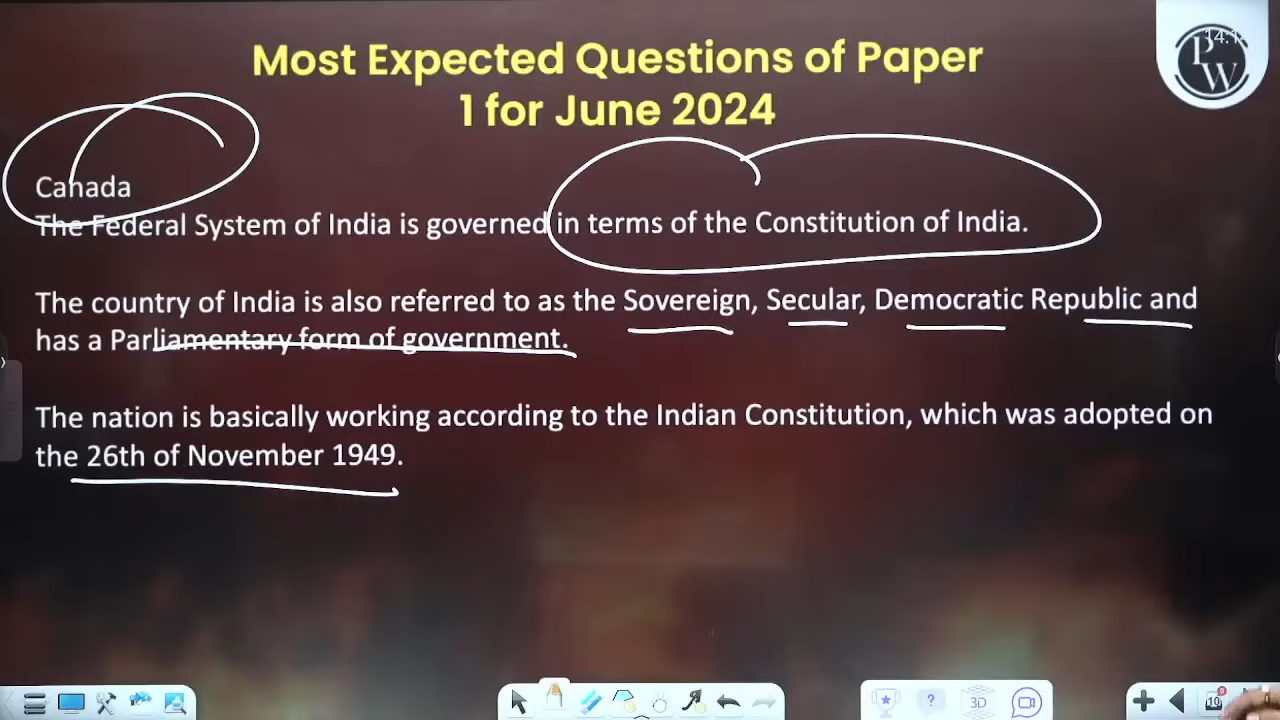 Most Expected Questions of Paper
1 for June 2024
PW
Canada
The Federal System of India is governed in terms of the Constitution of India.
The country of India is also referred to as the Sovereign, Secular, Democratic Republic and
has a Parliamentary form of government.
The nation is basically working according to the Indian Constitution, which was adopted on
the 26th of November 1949.
3D
10